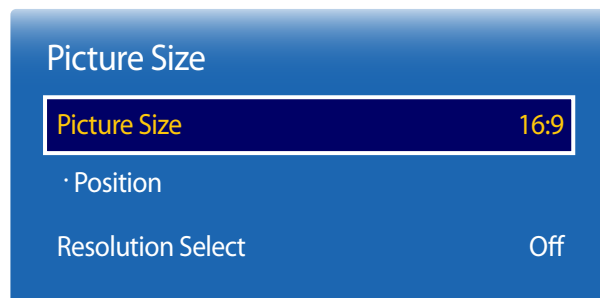 Picture Size
Picture Size 16:9
· Position
Resolution Select Off